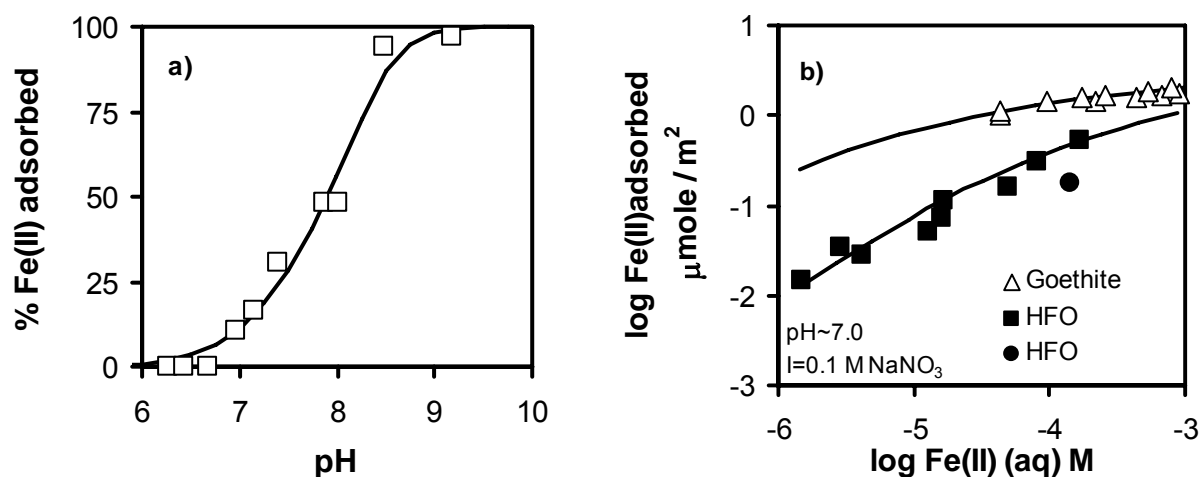 a)
% Fe(II) adsorbed
100
75
50
25
0
6 7 8 9 10
pH
b)
log Fe(II)adsorbed
μmole / m²
1
0
-1
-2
-3
△ Goethite
■ HFO
● HFO
pH~7.0
I=0.1 M NaNO₃
-6 -5 -4 -3
log Fe(II) (aq) M